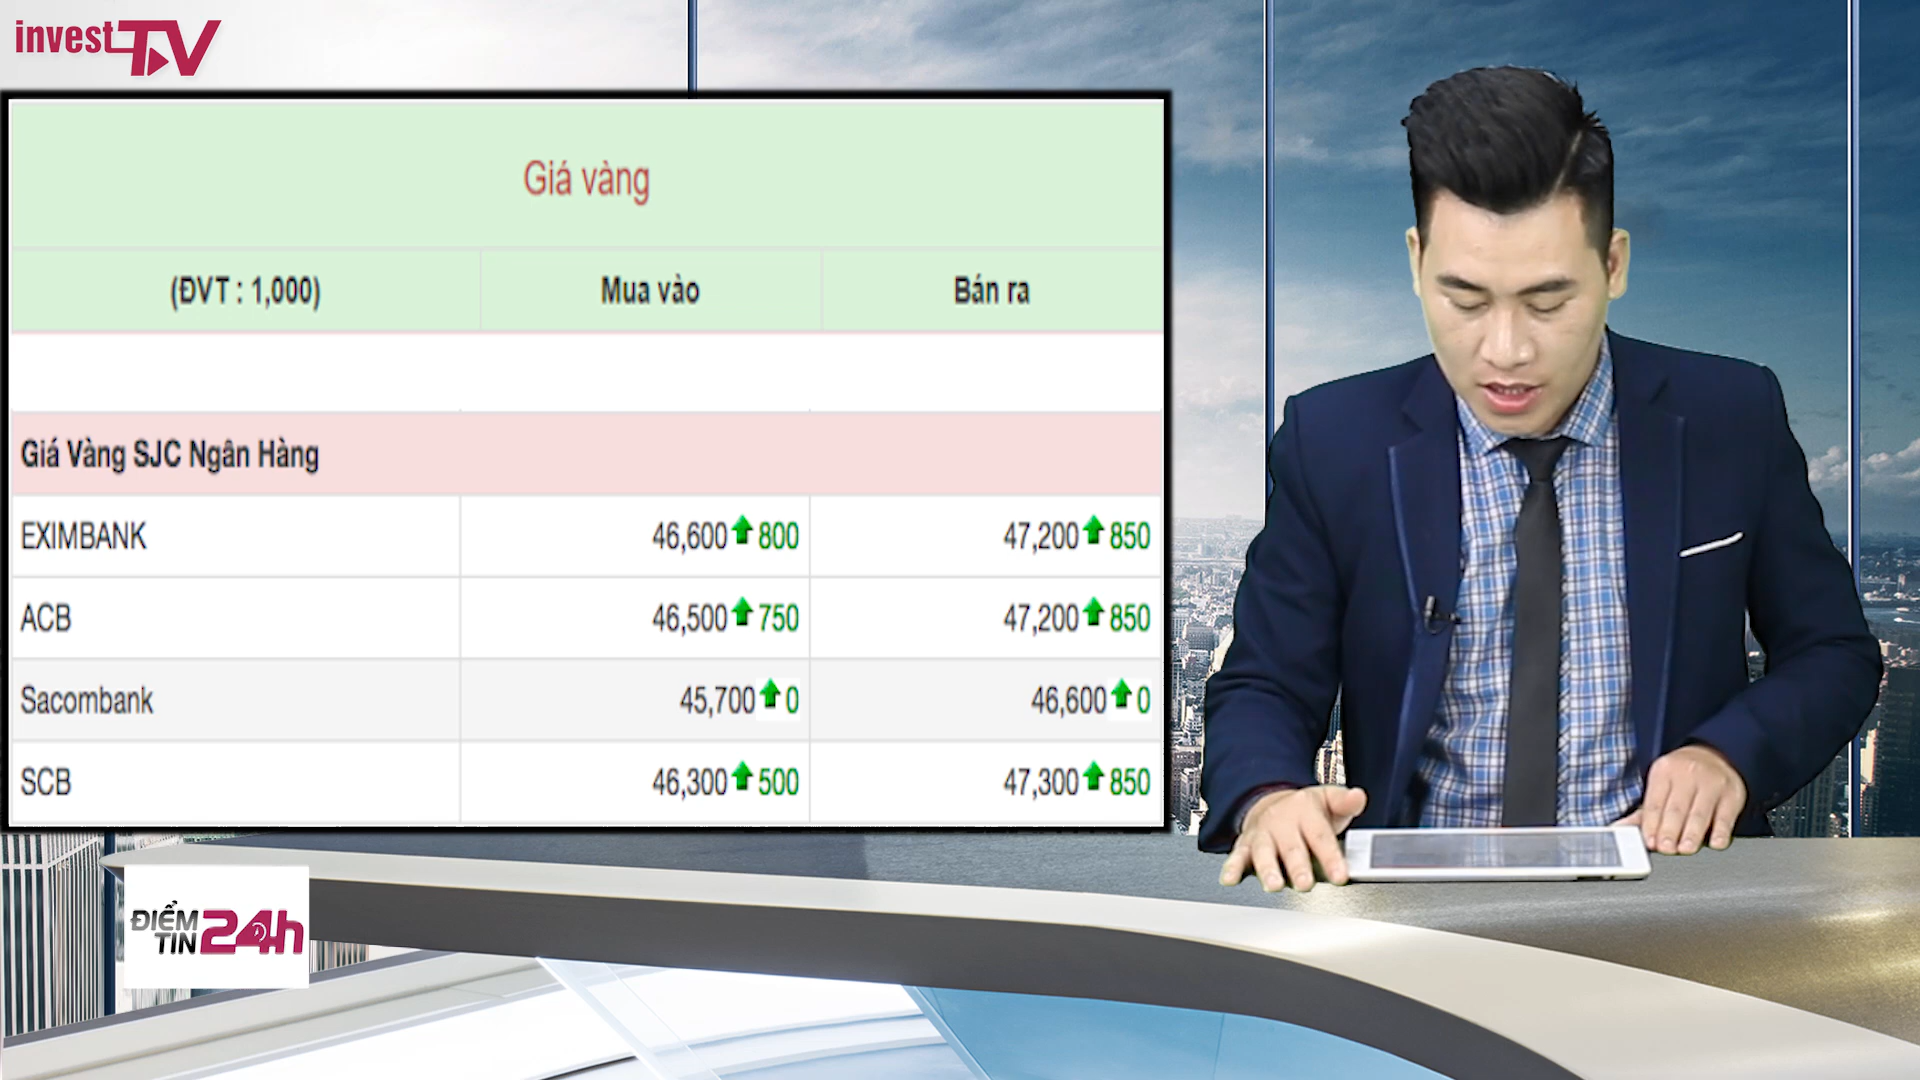 invest TV
Giá vàng
(ĐVT : 1,000) Mua vào Bán ra
Giá Vàng SJC Ngân Hàng
EXIMBANK 46,600 800 47,200 850
ACB 46,500 750 47,200 850
Sacombank 45,700 0 46,600 0
SCB 46,300 500 47,300 850
ĐIỂM
TIN 24h